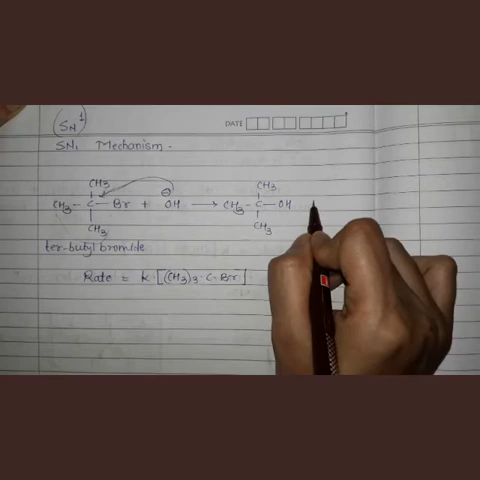 (SN1)
DATE
SN1 Mechanism -
CH3 CH3
CH3 - C - Br + OH ⊖ → CH3 - C - OH
CH3 CH3
ter-butyl bromide
Rate = K [(CH3)3 - C - Br]